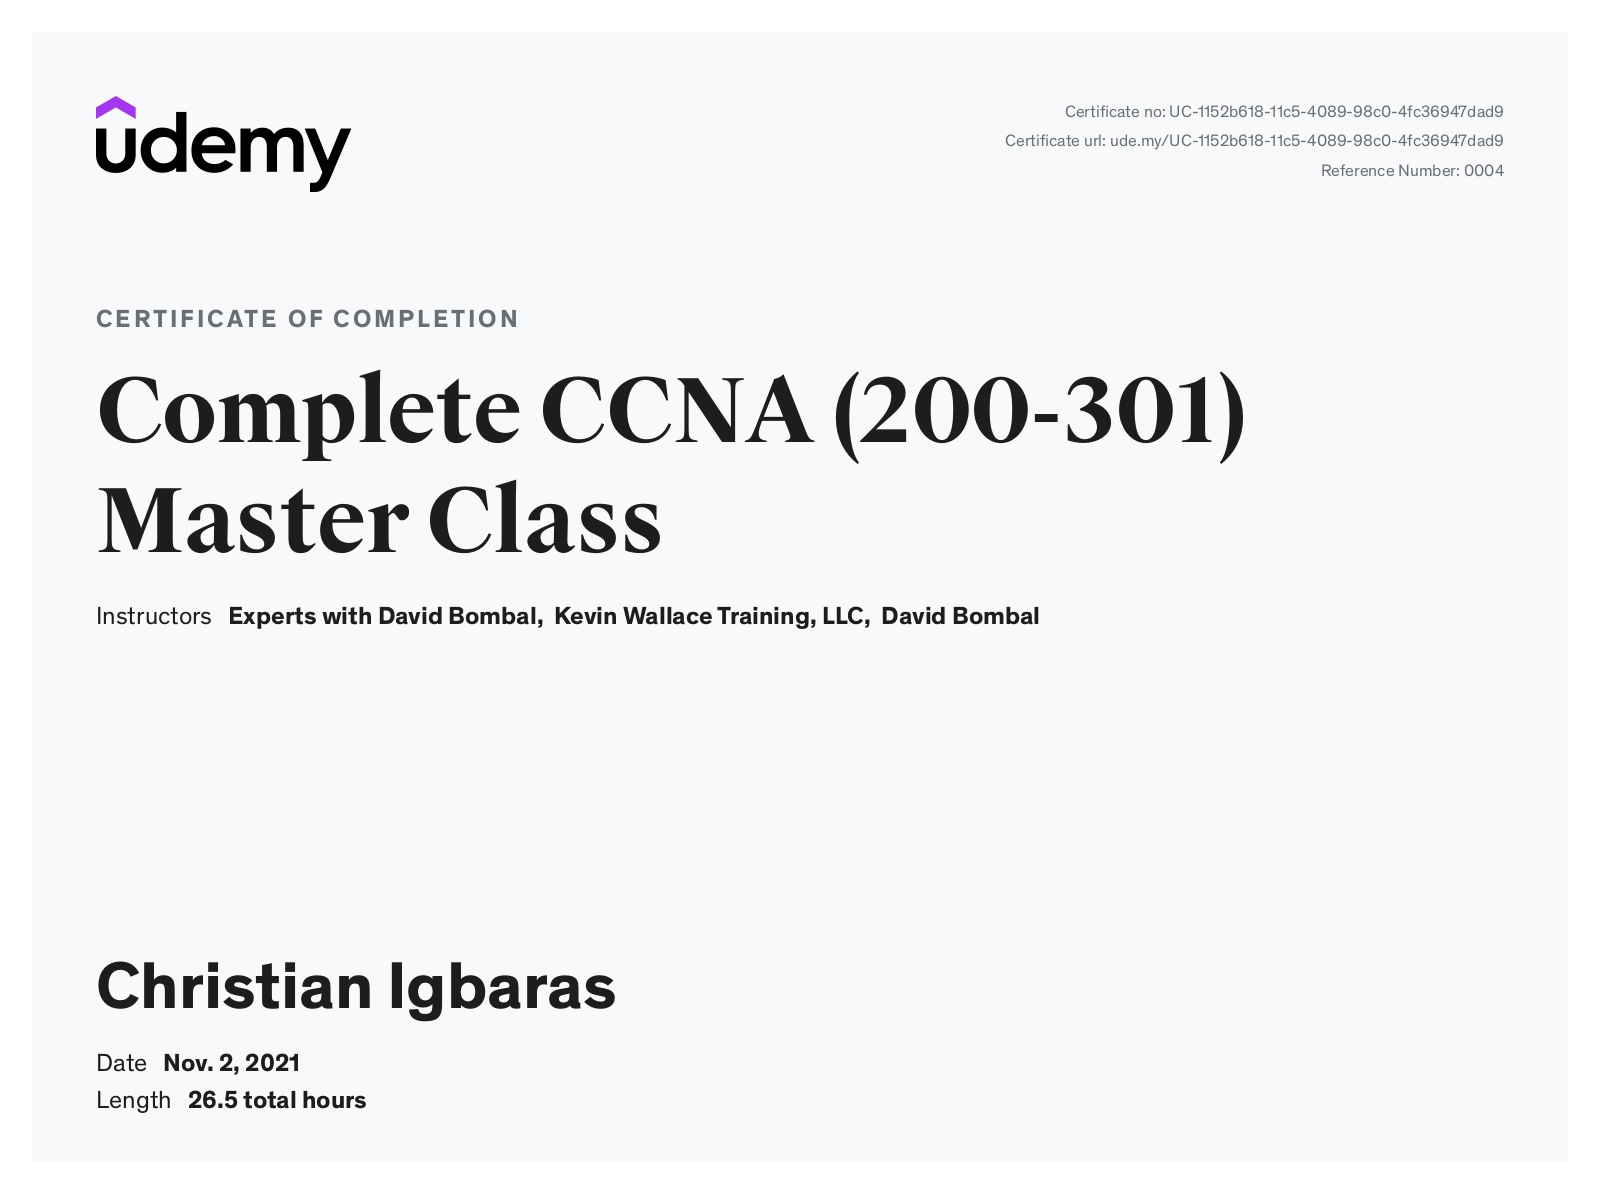 udemy
Certificate no: UC-1152b618-11c5-4089-98c0-4fc36947dad9
Certificate url: ude.my/UC-1152b618-11c5-4089-98c0-4fc36947dad9
Reference Number: 0004
CERTIFICATE OF COMPLETION
Complete CCNA (200-301)
Master Class
Instructors Experts with David Bombal, Kevin Wallace Training, LLC, David Bombal
Christian Igbaras
Date Nov. 2, 2021
Length 26.5 total hours